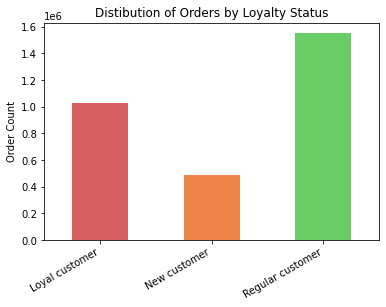 Distibution of Orders by Loyalty Status
1e6
1.6
1.4
1.2
1.0
0.8
0.6
0.4
0.2
0.0
Order Count
Loyal customer
New customer
Regular customer